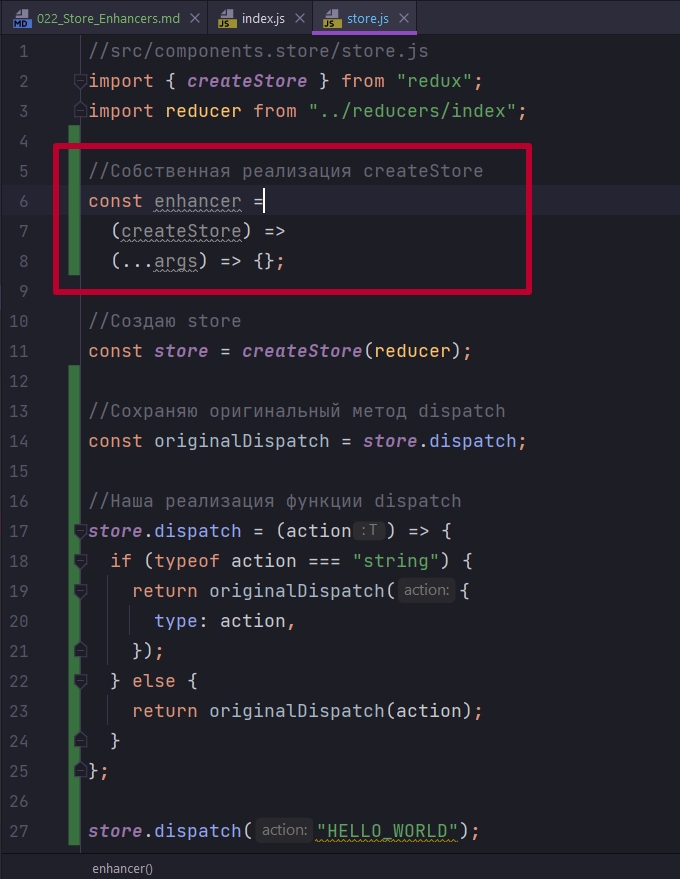 022_Store_Enhancers.md index.js store.js
1 //src/components.store/store.js
2 import { createStore } from "redux";
3 import reducer from "../reducers/index";
4
5 //Собственная реализация createStore
6 const enhancer =
7 (createStore) =>
8 (...args) => {};
9
10 //Создаю store
11 const store = createStore(reducer);
12
13 //Сохраняю оригинальный метод dispatch
14 const originalDispatch = store.dispatch;
15
16 //Наша реализация функции dispatch
17 store.dispatch = (action :T ) => {
18 if (typeof action === "string") {
19 return originalDispatch( action: {
20 type: action,
21 });
22 } else {
23 return originalDispatch(action);
24 }
25 };
26
27 store.dispatch( action: "HELLO_WORLD");
enhancer()